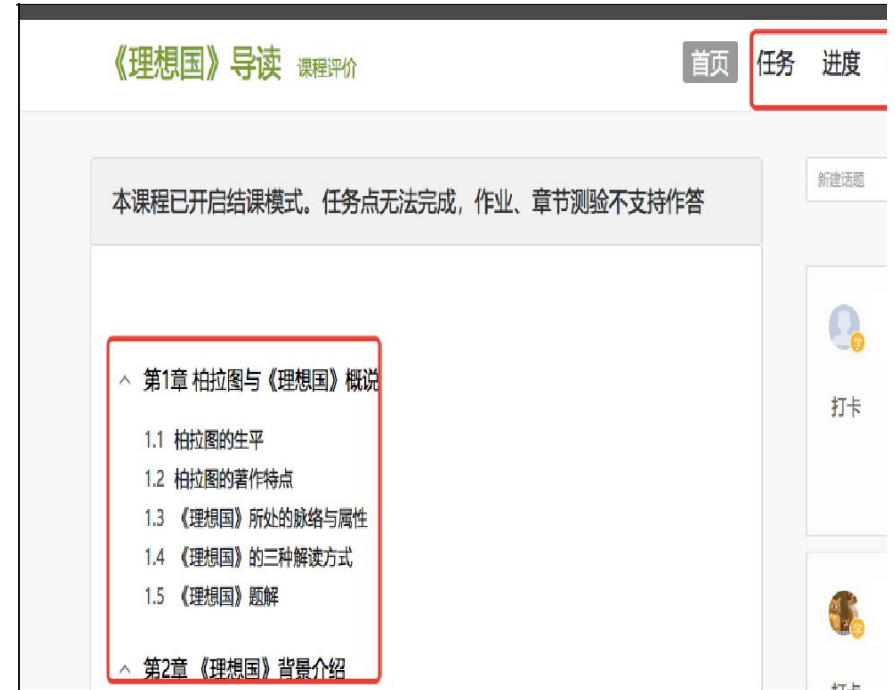 《理想国》导读 课程评价 首页 任务 进度
新建话题
本课程已开启结课模式。任务点无法完成，作业、章节测验不支持作答
第1章 柏拉图与《理想国》概说
1.1 柏拉图的生平
1.2 柏拉图的著作特点
1.3 《理想国》所处的脉络与属性
1.4 《理想国》的三种解读方式
1.5 《理想国》题解
第2章 《理想国》背景介绍
学
打卡
学
打卡